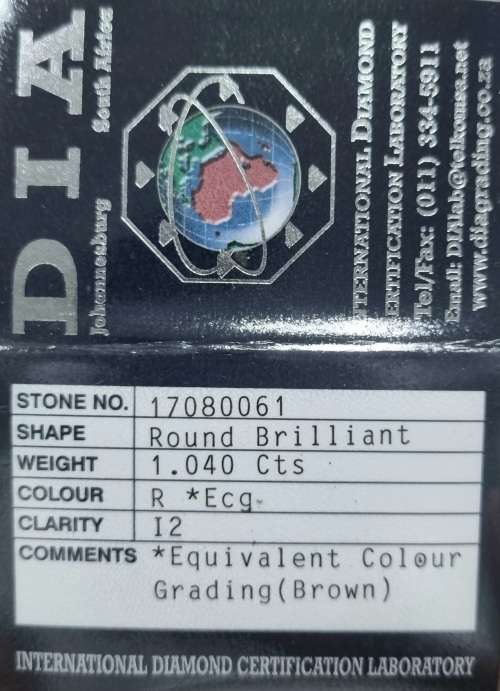 DIA
Johannesburg South Africa
INTERNATIONAL DIAMOND
CERTIFICATION LABORATORY
Tel/Fax: (011) 334-5911
Email: DIAlab@telkomsa.net
www.diagrading.co.za
STONE NO. 17080061
SHAPE Round Brilliant
WEIGHT 1.040 Cts
COLOUR R *Ecg.
CLARITY I2
COMMENTS *Equivalent Colour
Grading(Brown)
INTERNATIONAL DIAMOND CERTIFICATION LABORATORY